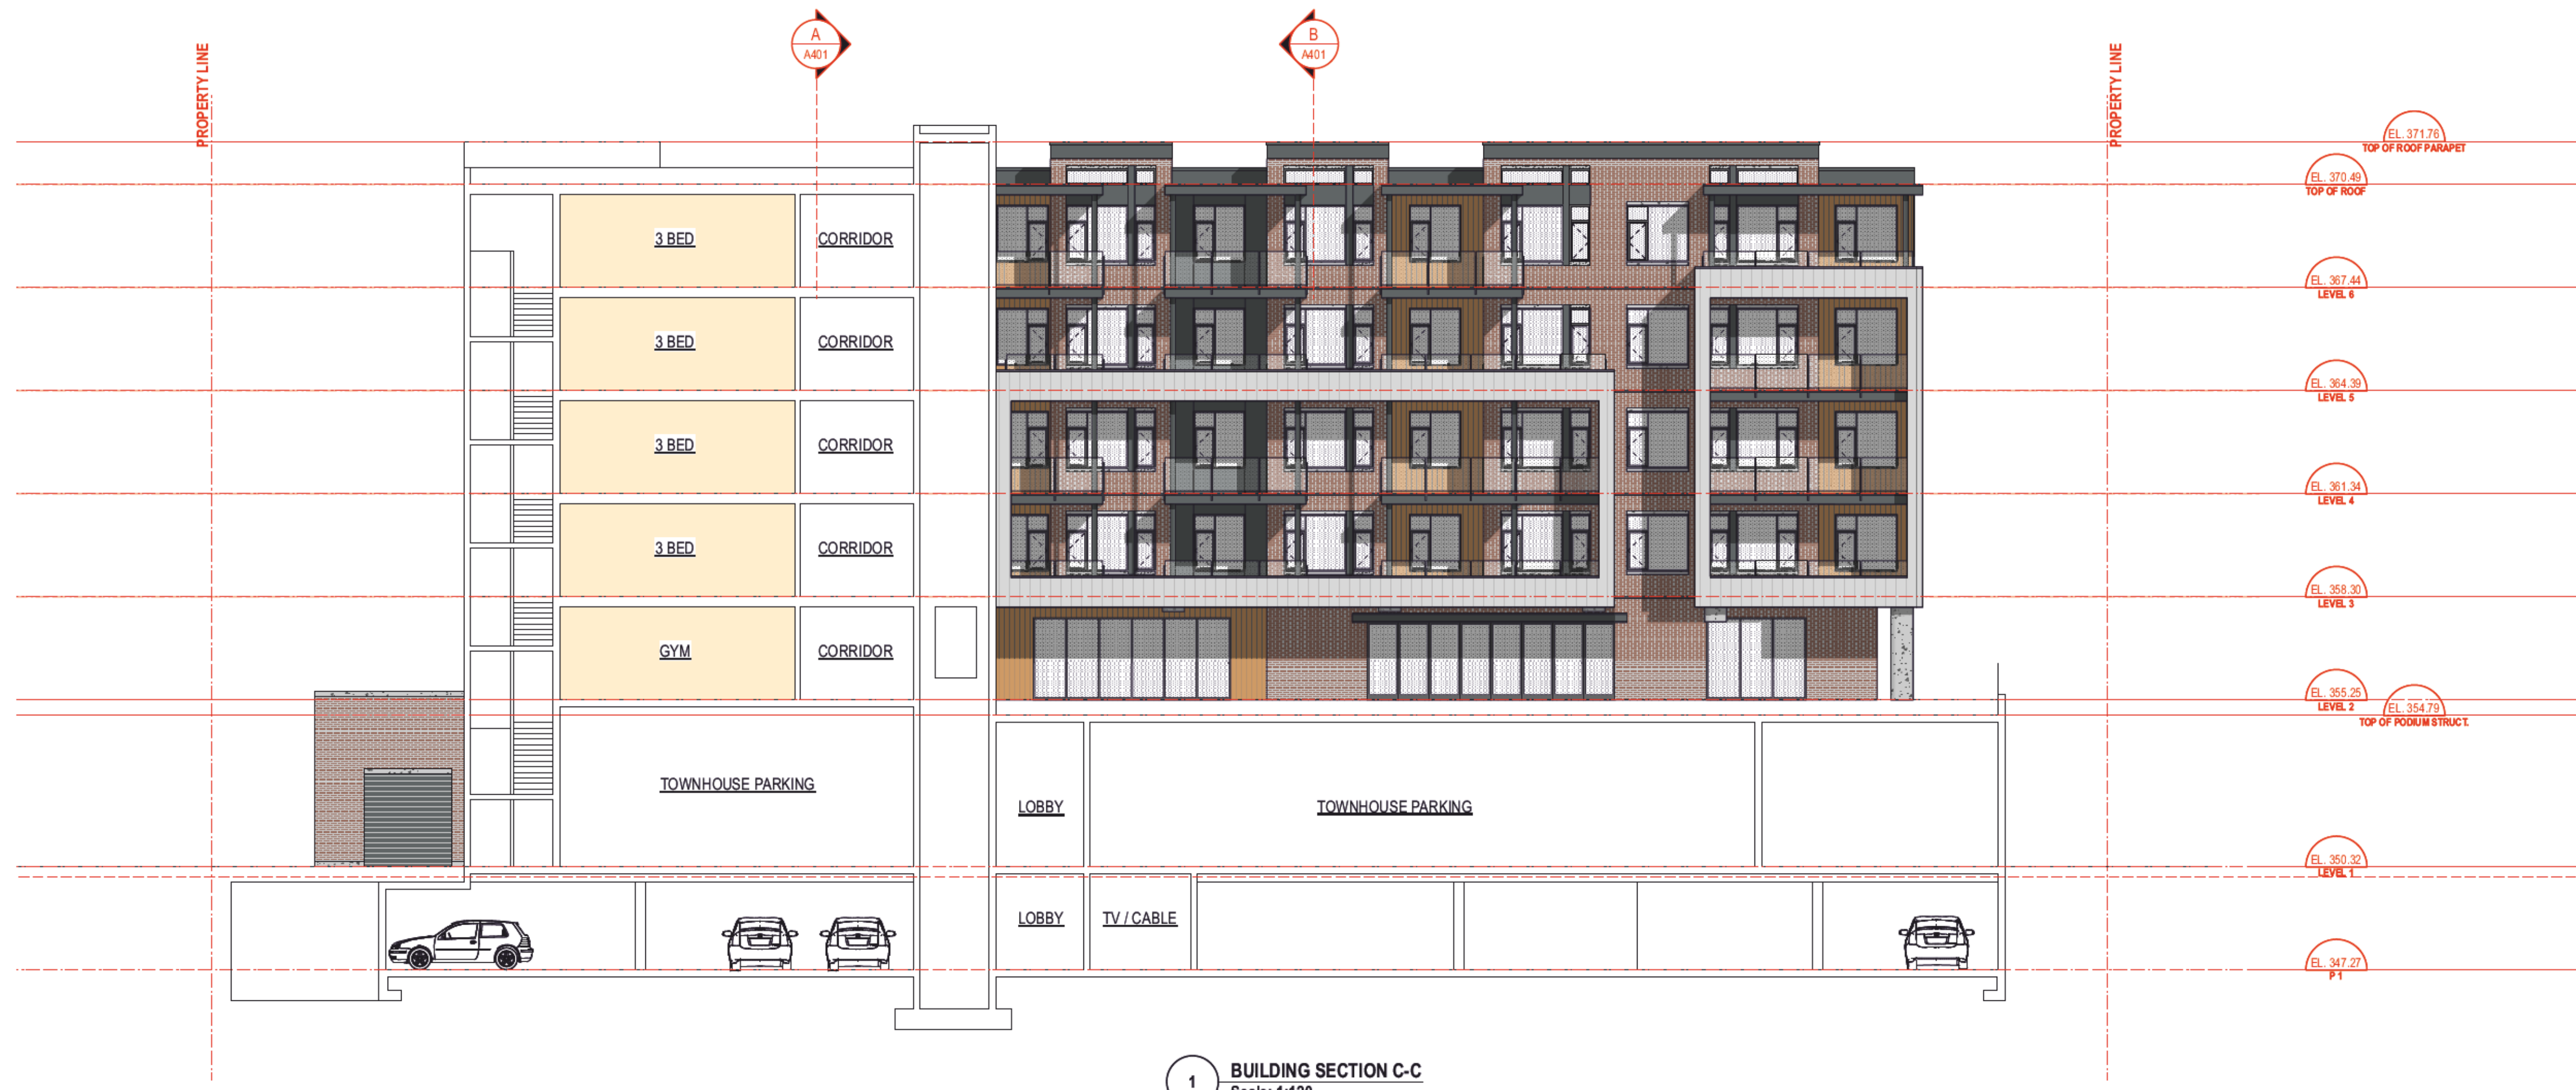 PROPERTY LINE
A
A401
B
A401
PROPERTY LINE
EL. 371.76
TOP OF ROOF PARAPET
EL. 370.49
TOP OF ROOF
3 BED
CORRIDOR
EL. 367.44
LEVEL 6
3 BED
CORRIDOR
EL. 364.39
LEVEL 5
3 BED
CORRIDOR
EL. 361.34
LEVEL 4
3 BED
CORRIDOR
EL. 358.30
LEVEL 3
GYM
CORRIDOR
EL. 355.25
LEVEL 2
EL. 354.79
TOP OF PODIUM STRUCT.
TOWNHOUSE PARKING
LOBBY
TOWNHOUSE PARKING
EL. 350.32
LEVEL 1
LOBBY
TV / CABLE
EL. 347.27
P 1
1
BUILDING SECTION C-C